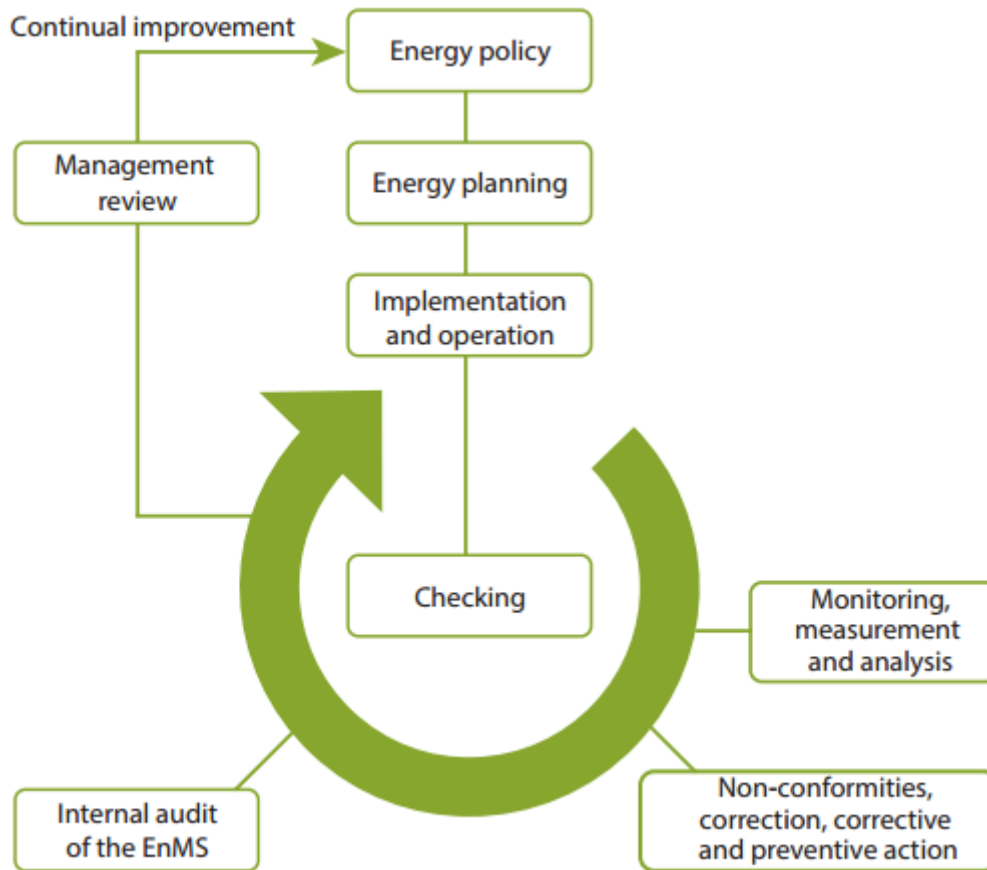 Continual improvement
Energy policy
Management
review
Energy planning
Implementation
and operation
Checking
Monitoring,
measurement
and analysis
Internal audit
of the EnMS
Non-conformities,
correction, corrective
and preventive action